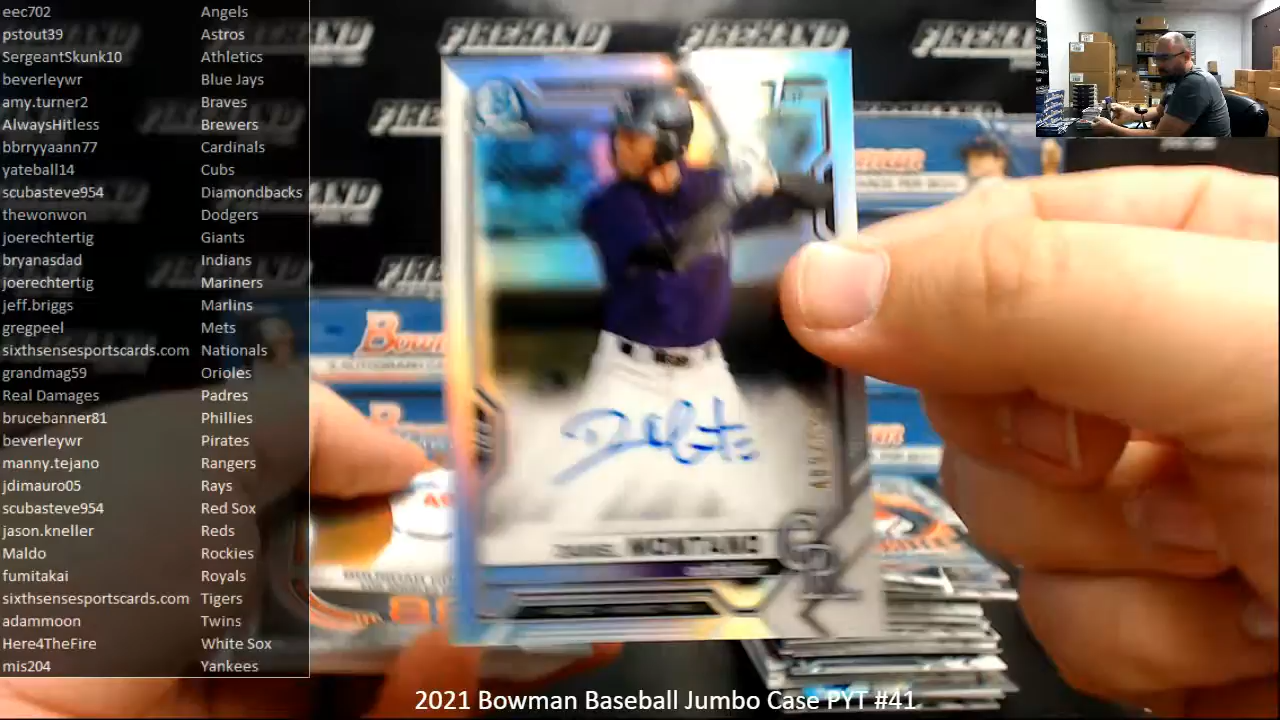 eec702 Angels
pstout39 Astros
SergeantSkunk10 Athletics
beverleywr Blue Jays
amy.turner2 Braves
AlwaysHitless Brewers
bbrryyaann77 Cardinals
yateball14 Cubs
scubasteve954 Diamondbacks
thewonwon Dodgers
joerechtertig Giants
bryanasdad Indians
joerechtertig Mariners
jeff.briggs Marlins
gregpeel Mets
sixthsensesportscards.com Nationals
grandmag59 Orioles
Real Damages Padres
brucebanner81 Phillies
beverleywr Pirates
manny.tejano Rangers
jdimauro05 Rays
scubasteve954 Red Sox
jason.kneller Reds
Maldo Rockies
fumitakai Royals
sixthsensesportscards.com Tigers
adammoon Twins
Here4TheFire White Sox
mis204 Yankees
FIREHAND
FIREHAND
FIREHAND
MONTANO
2021 Bowman Baseball Jumbo Case PYT #41